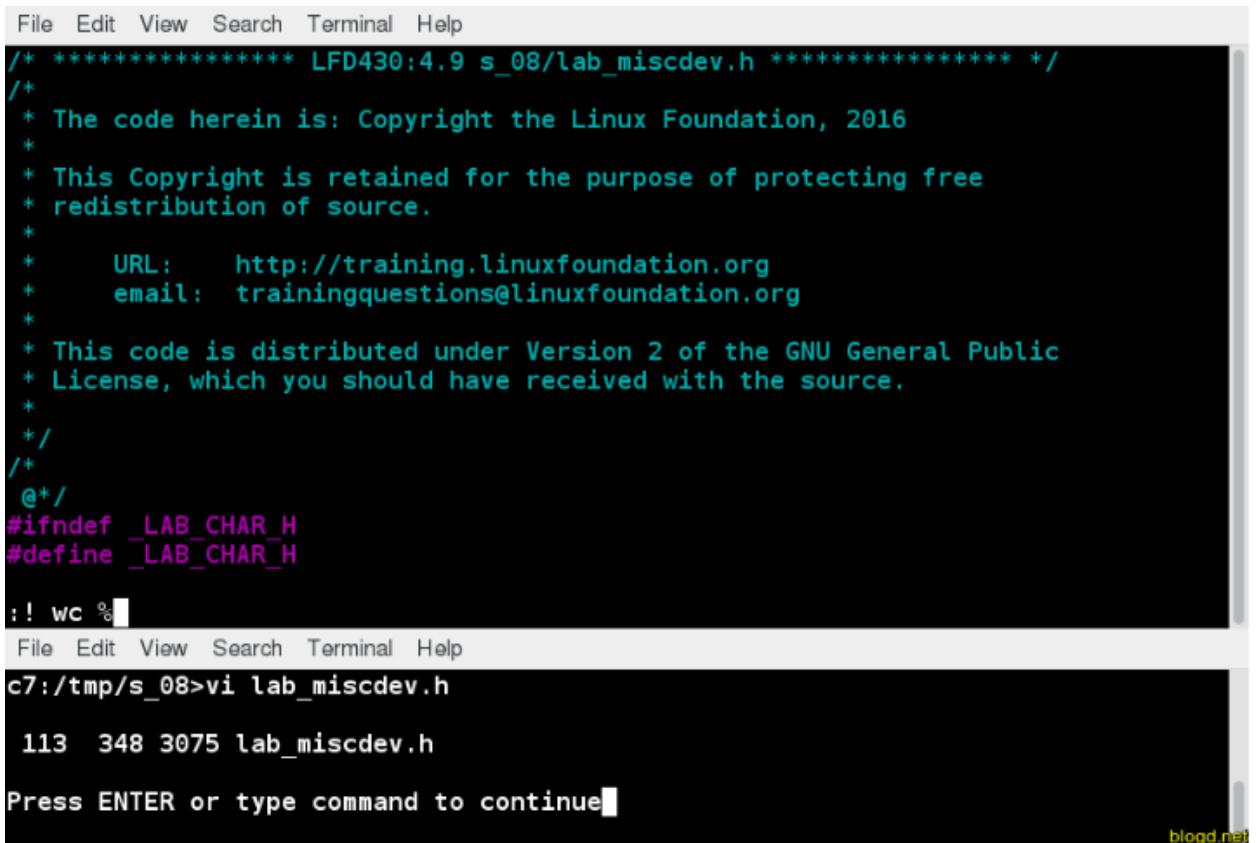 File Edit View Search Terminal Help
/* **************** LFD430:4.9 s_08/lab_miscdev.h **************** */
/*
 * The code herein is: Copyright the Linux Foundation, 2016
 *
 * This Copyright is retained for the purpose of protecting free
 * redistribution of source.
 *
 *     URL:    http://training.linuxfoundation.org
 *     email:  trainingquestions@linuxfoundation.org
 *
 * This code is distributed under Version 2 of the GNU General Public
 * License, which you should have received with the source.
 *
 */
/*
 @*/
#ifndef _LAB_CHAR_H
#define _LAB_CHAR_H
:! wc %
File Edit View Search Terminal Help
c7:/tmp/s_08>vi lab_miscdev.h
 113  348 3075 lab_miscdev.h
Press ENTER or type command to continue
blogd.net